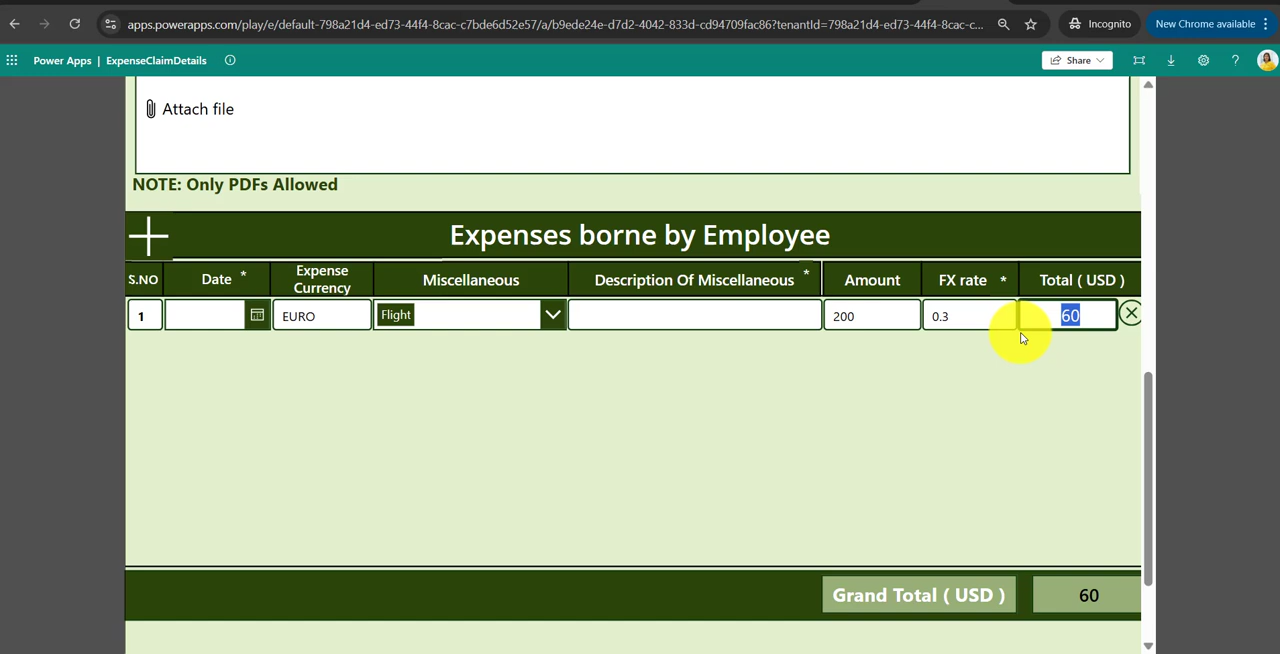 apps.powerapps.com/play/e/default-798a21d4-ed73-44f4-8cac-c7bde6d52e57/a/b9ede24e-d7d2-4042-833d-cd94709fac86?tenantId=798a21d4-ed73-44f4-8cac-c...
Incognito
New Chrome available
Power Apps | ExpenseClaimDetails
Share
Attach file
NOTE: Only PDFs Allowed
Expenses borne by Employee
S.NO
Date *
Expense
Currency
Miscellaneous
Description Of Miscellaneous *
Amount
FX rate *
Total ( USD )
1
EURO
Flight
200
0.3
60
Grand Total ( USD )
60